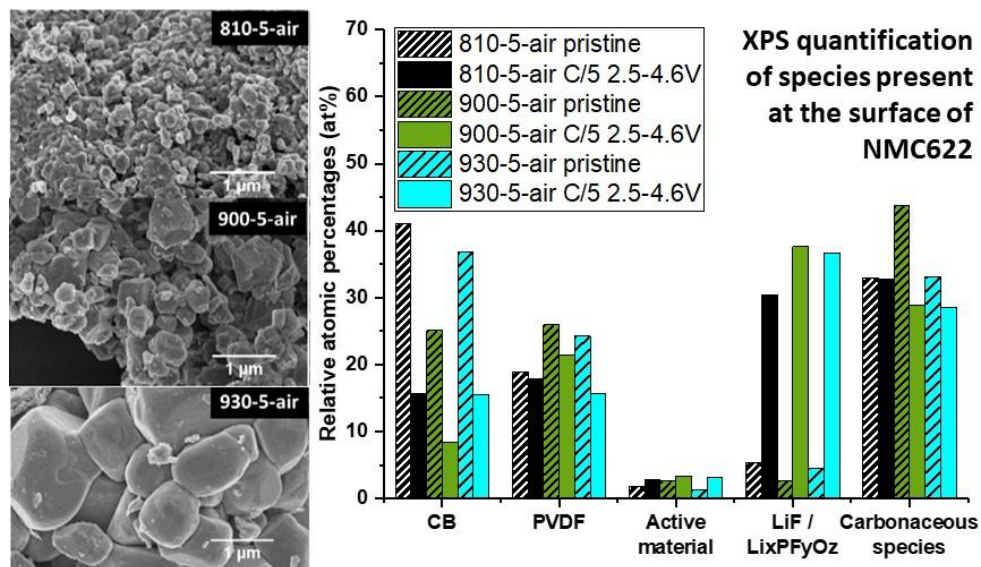 810-5-air
1 µm
900-5-air
1 µm
930-5-air
1 µm
Relative atomic percentages (at%)
70
60
50
40
30
20
10
0
810-5-air pristine
810-5-air C/5 2.5-4.6V
900-5-air pristine
900-5-air C/5 2.5-4.6V
930-5-air pristine
930-5-air C/5 2.5-4.6V
XPS quantification
of species present
at the surface of
NMC622
CB
PVDF
Active
material
LiF /
LixPFyOz
Carbonaceous
species